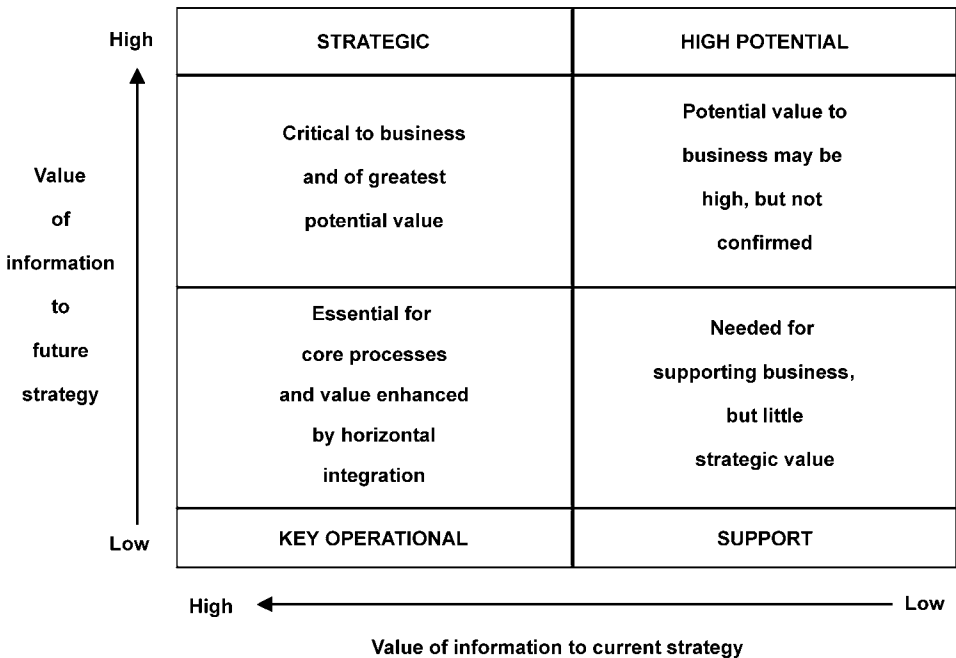 High
STRATEGIC
HIGH POTENTIAL
Value
of
information
to
future
strategy
Critical to business
and of greatest
potential value
Potential value to
business may be
high, but not
confirmed
Essential for
core processes
and value enhanced
by horizontal
integration
Needed for
supporting business,
but little
strategic value
Low
KEY OPERATIONAL
SUPPORT
High
Low
Value of information to current strategy